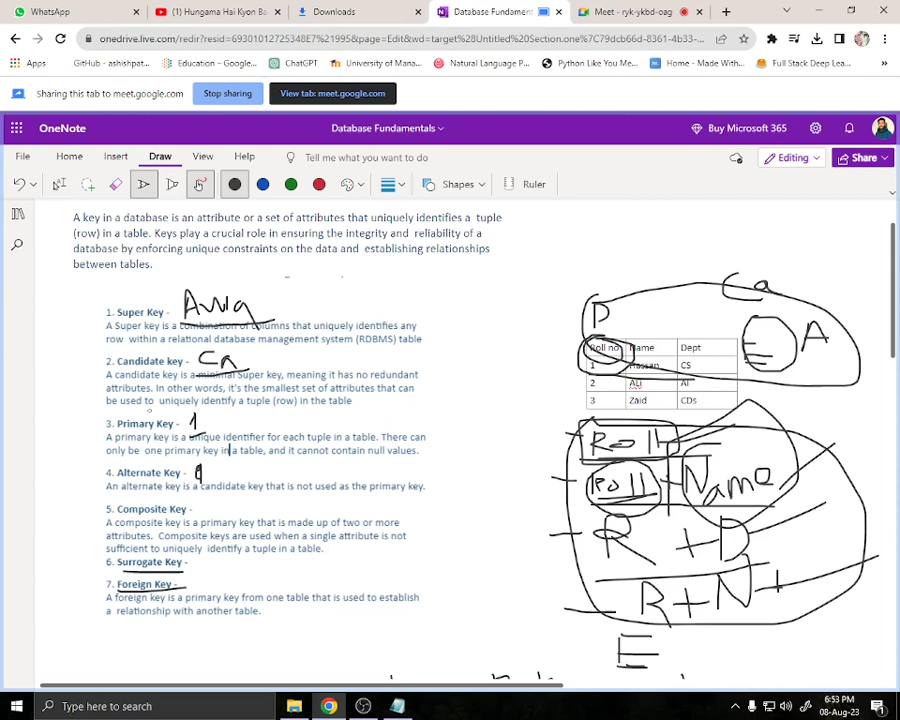 WhatsApp
(1) Hungama Hai Kyon Ba
Downloads
Database Fundament
Meet - ryk-ykbd-oag
onedrive.live.com/redir?resid=69301012725348E7%21995&page=Edit&wd=target%28Untitled%20Section.one%7C79dcb66d-8361-4b33-...
Apps
GitHub - ashishpat...
Education – Google...
ChatGPT
University of Mana...
Natural Language P...
Python Like You Me...
Home - Made With...
Full Stack Deep Lea...
Sharing this tab to meet.google.com
Stop sharing
View tab: meet.google.com
OneNote
Database Fundamentals
Buy Microsoft 365
File
Home
Insert
Draw
View
Help
Tell me what you want to do
Editing
Share
Shapes
Ruler
A key in a database is an attribute or a set of attributes that uniquely identifies a tuple
(row) in a table. Keys play a crucial role in ensuring the integrity and reliability of a
database by enforcing unique constraints on the data and establishing relationships
between tables.
1. Super Key -
A Super key is a combination of columns that uniquely identifies any
row within a relational database management system (RDBMS) table
2. Candidate key - Ca
A candidate key is a minimal Super key, meaning it has no redundant
attributes. In other words, it's the smallest set of attributes that can
be used to uniquely identify a tuple (row) in the table
3. Primary Key - 1
A primary key is a unique identifier for each tuple in a table. There can
only be one primary key in a table, and it cannot contain null values.
4. Alternate Key -
An alternate key is a candidate key that is not used as the primary key.
5. Composite Key -
A composite key is a primary key that is made up of two or more
attributes. Composite keys are used when a single attribute is not
sufficient to uniquely identify a tuple in a table.
6. Surrogate Key -
7. Foreign Key -
A foreign key is a primary key from one table that is used to establish
a relationship with another table.
Ca
P
E
A
Roll no Name Dept
1 Hassan CS
2 ALi AI
3 Zaid CDs
Roll
Roll + Name
R + D
R + N +
E
Type here to search
6:53 PM
08-Aug-23